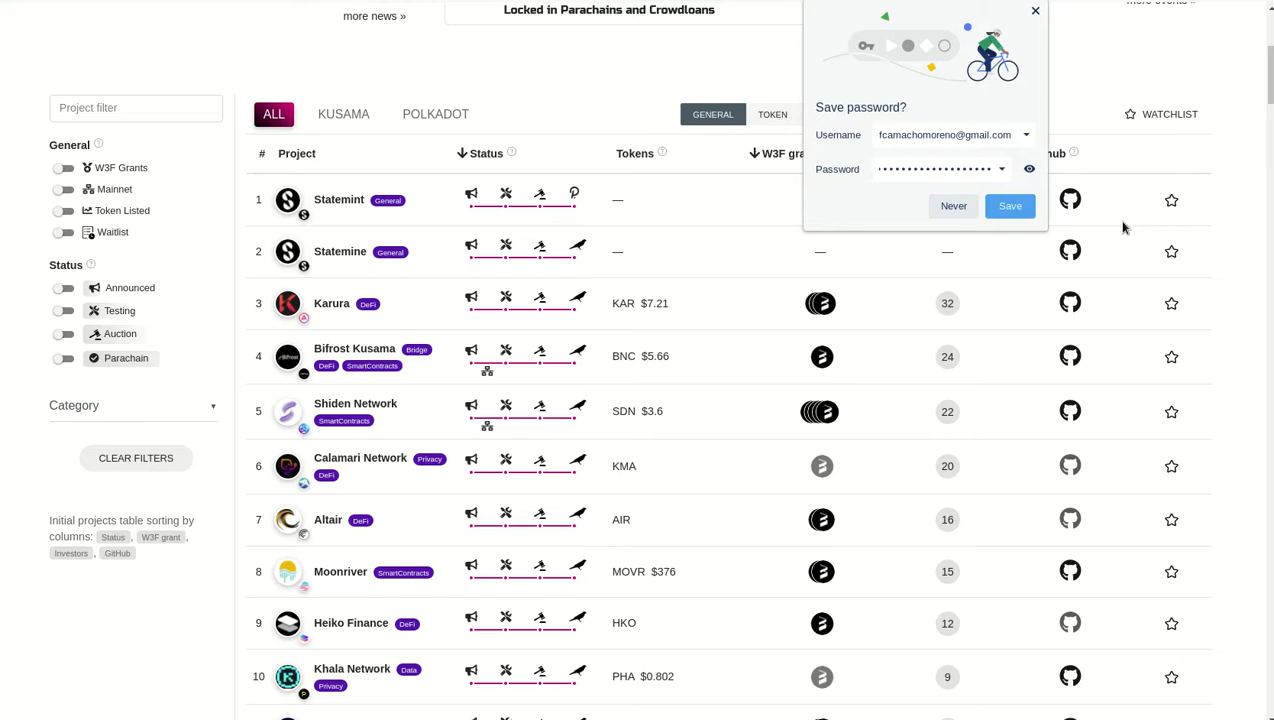 more news »
Locked in Parachains and Crowdloans
Save password?
Username fcamachomoreno@gmail.com
Password ••••••••••••••••••
Never Save
Project filter
ALL KUSAMA POLKADOT GENERAL TOKEN WATCHLIST
General
W3F Grants
Mainnet
Token Listed
Waitlist
Status
Announced
Testing
Auction
Parachain
Category
CLEAR FILTERS
Initial projects table sorting by
columns: Status , W3F grant ,
Investors , GitHub
# Project Status Tokens W3F
1 Statemint General —
2 Statemine General — — —
3 Karura DeFi KAR $7.21 32
4 Bifrost Kusama Bridge BNC $5.66 24
DeFi SmartContracts
5 Shiden Network SDN $3.6 22
SmartContracts
6 Calamari Network Privacy KMA 20
DeFi
7 Altair DeFi AIR 16
8 Moonriver SmartContracts MOVR $376 15
9 Heiko Finance DeFi HKO 12
10 Khala Network Data PHA $0.802 9
Privacy